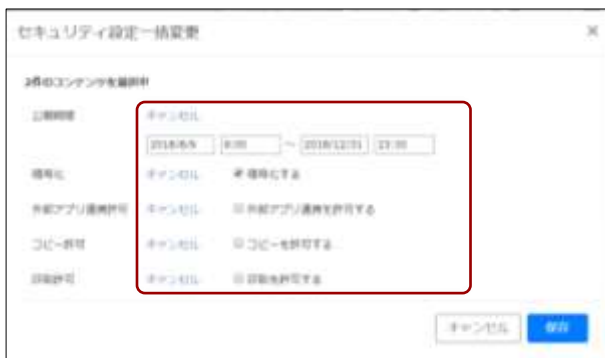 セキュリティ設定一括変更 ×
26のコンテンツを選択中
公開期間 キャンセル
2018/8/9 8:00 ～ 2018/12/31 23:30
暗号化 キャンセル 暗号化する
外部アプリ連携許可 キャンセル 外部アプリ連携を許可する
コピー許可 キャンセル コピーを許可する
印刷許可 キャンセル 印刷を許可する
キャンセル 保存